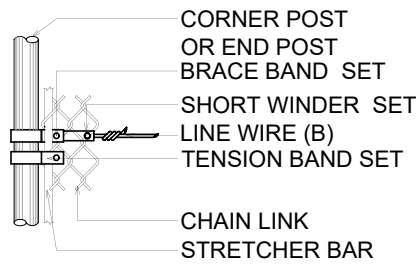 CORNER POST
OR END POST
BRACE BAND SET
SHORT WINDER SET
LINE WIRE (B)
TENSION BAND SET
CHAIN LINK
STRETCHER BAR